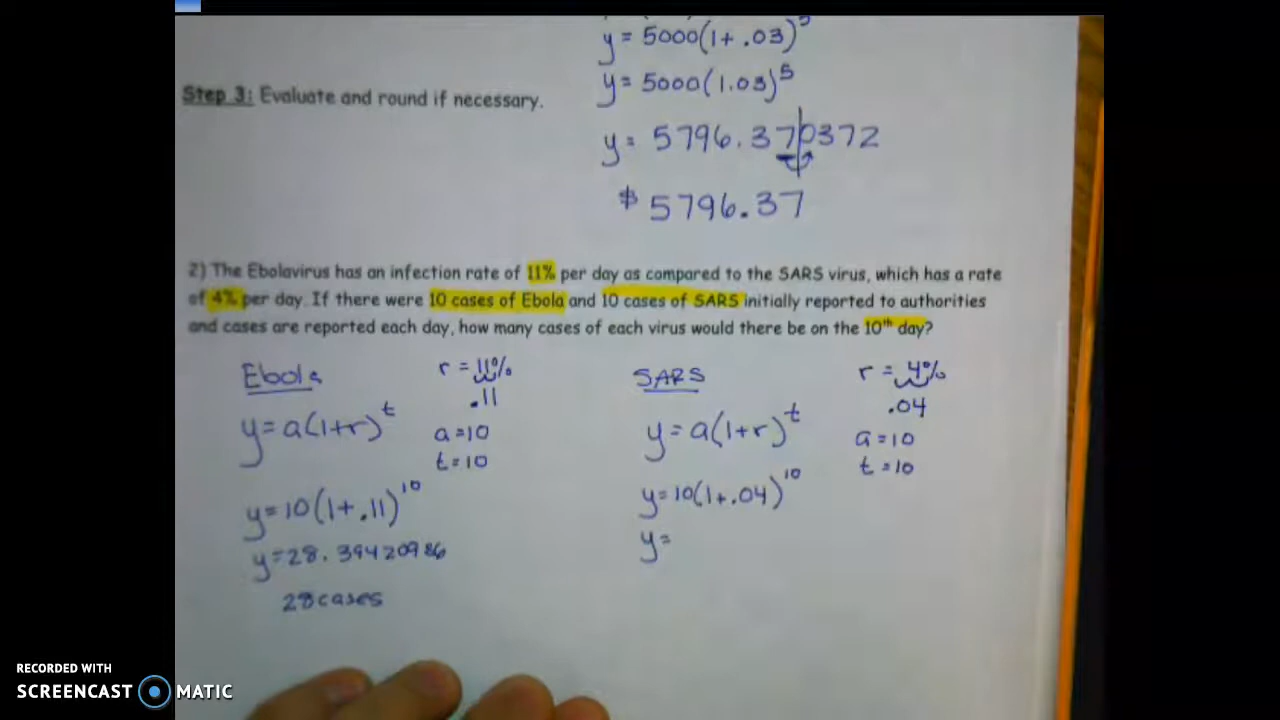 y = 5000(1+.03)^5
y = 5000(1.03)^5
Step 3: Evaluate and round if necessary.
y = 5796.370372
$5796.37
2) The Ebolavirus has an infection rate of 11% per day as compared to the SARS virus, which has a rate
of 4% per day. If there were 10 cases of Ebola and 10 cases of SARS initially reported to authorities
and cases are reported each day, how many cases of each virus would there be on the 10th day?
Ebola
r = 11%
.11
y = a(1+r)^t
a = 10
t = 10
y = 10(1+.11)^10
y = 28.39420986
28 cases
SARS
r = 4%
.04
y = a(1+r)^t
a = 10
t = 10
y = 10(1+.04)^10
y =
RECORDED WITH
SCREENCAST MATIC